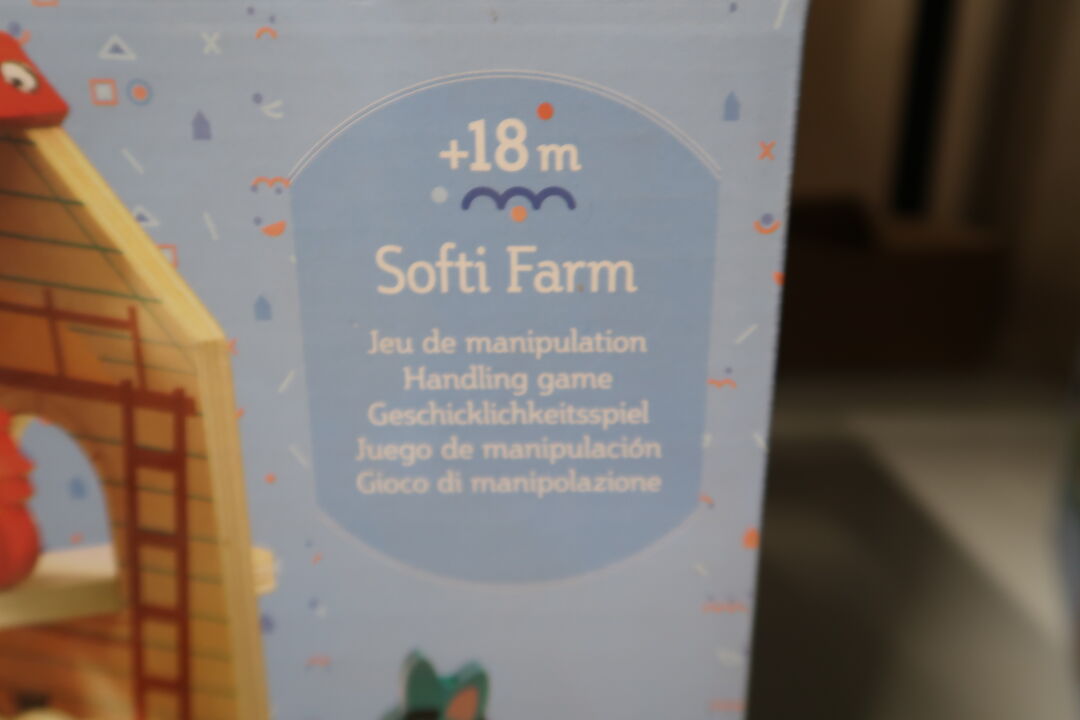 +18 m
Softi Farm
Jeu de manipulation
Handling game
Geschicklichkeitsspiel
Juego de manipulación
Gioco di manipolazione